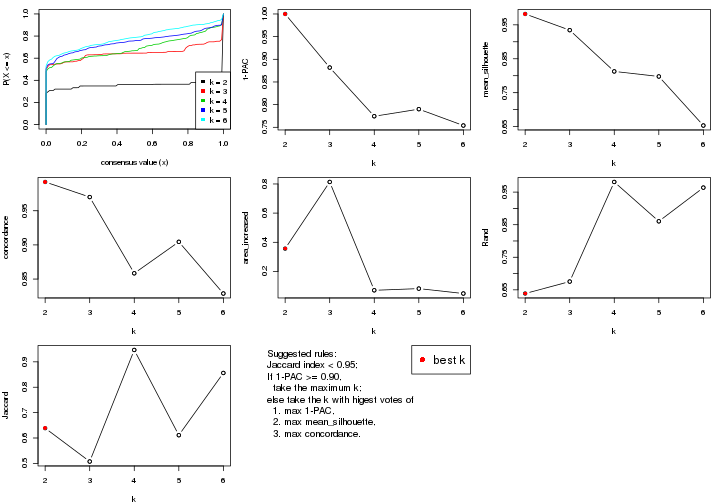 P(X <= x)
0.0 0.2 0.4 0.6 0.8 1.0
0.0 0.2 0.4 0.6 0.8 1.0
consensus value (x)
k = 2
k = 3
k = 4
k = 5
k = 6
1-PAC
0.75 0.80 0.85 0.90 0.95 1.00
2 3 4 5 6
k
mean_silhouette
0.65 0.75 0.85 0.95
2 3 4 5 6
k
concordance
0.85 0.90 0.95
2 3 4 5 6
k
area_increased
0.2 0.4 0.6 0.8
2 3 4 5 6
k
Rand
0.65 0.75 0.85 0.95
2 3 4 5 6
k
Jaccard
0.5 0.6 0.7 0.8 0.9
2 3 4 5 6
k
Suggested rules:
Jaccard index < 0.95;
If 1-PAC >= 0.90,
take the maximum k;
else take the k with higest votes of
1. max 1-PAC,
2. max mean_silhouette,
3. max concordance.
best k